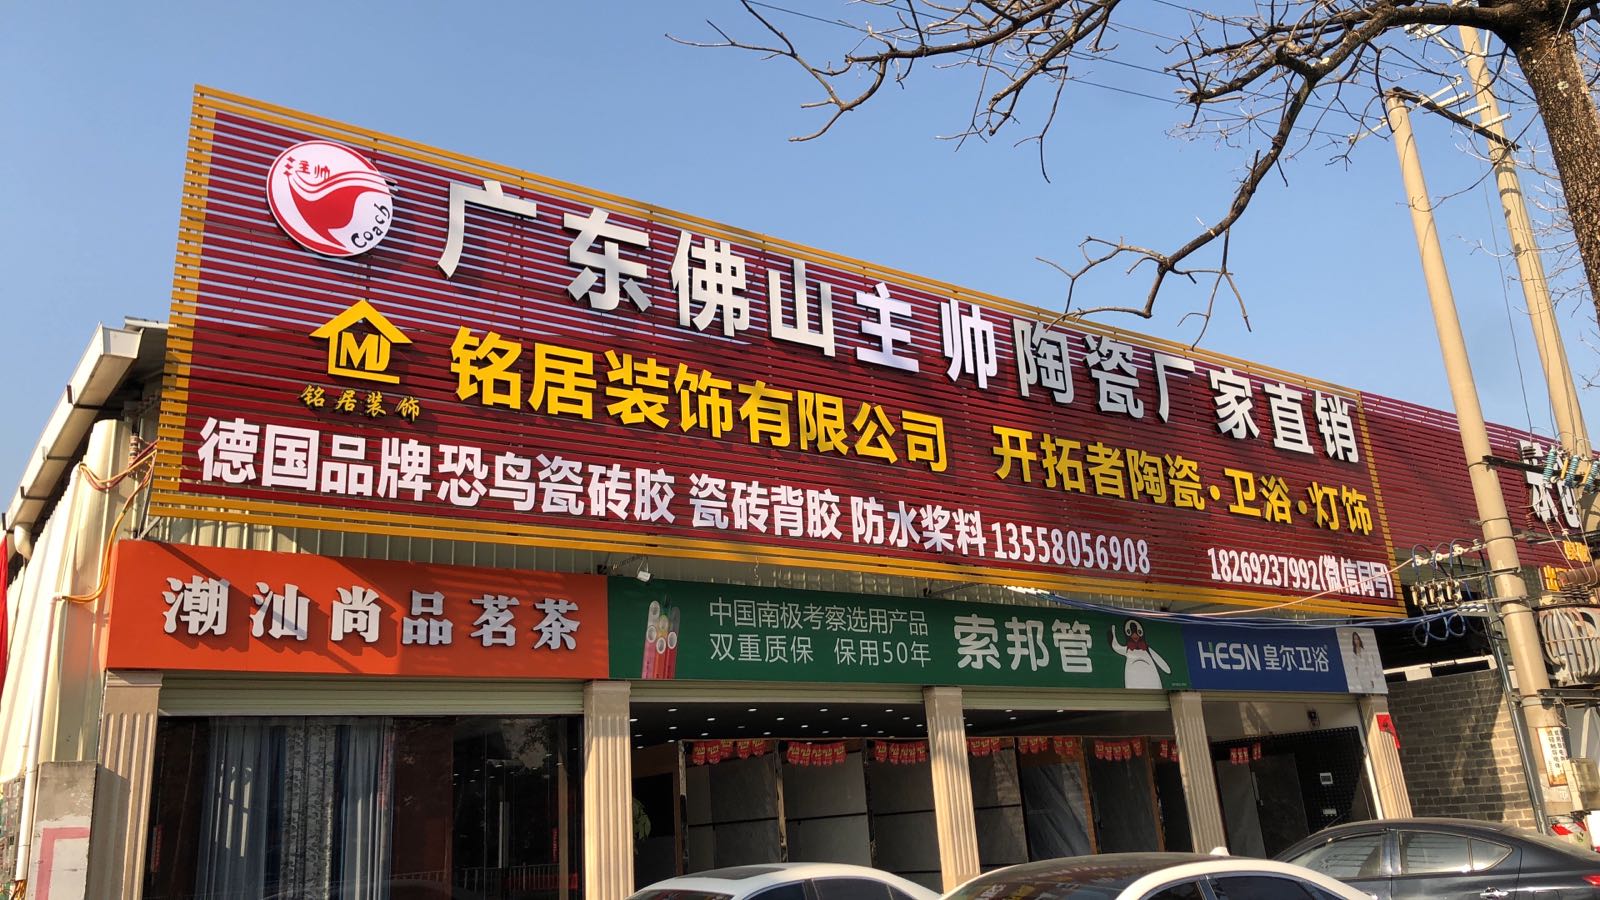 主帅
Coach
广东佛山主帅陶瓷厂家直销
M
铭居装饰
铭居装饰有限公司 开拓者陶瓷·卫浴·灯饰
德国品牌恐鸟瓷砖胶 瓷砖背胶 防水桨料 13558056908 18269237992(微信同号)
潮汕尚品茗茶
中国南极考察选用产品
双重质保 保用50年
索邦管
HESN 皇尔卫浴